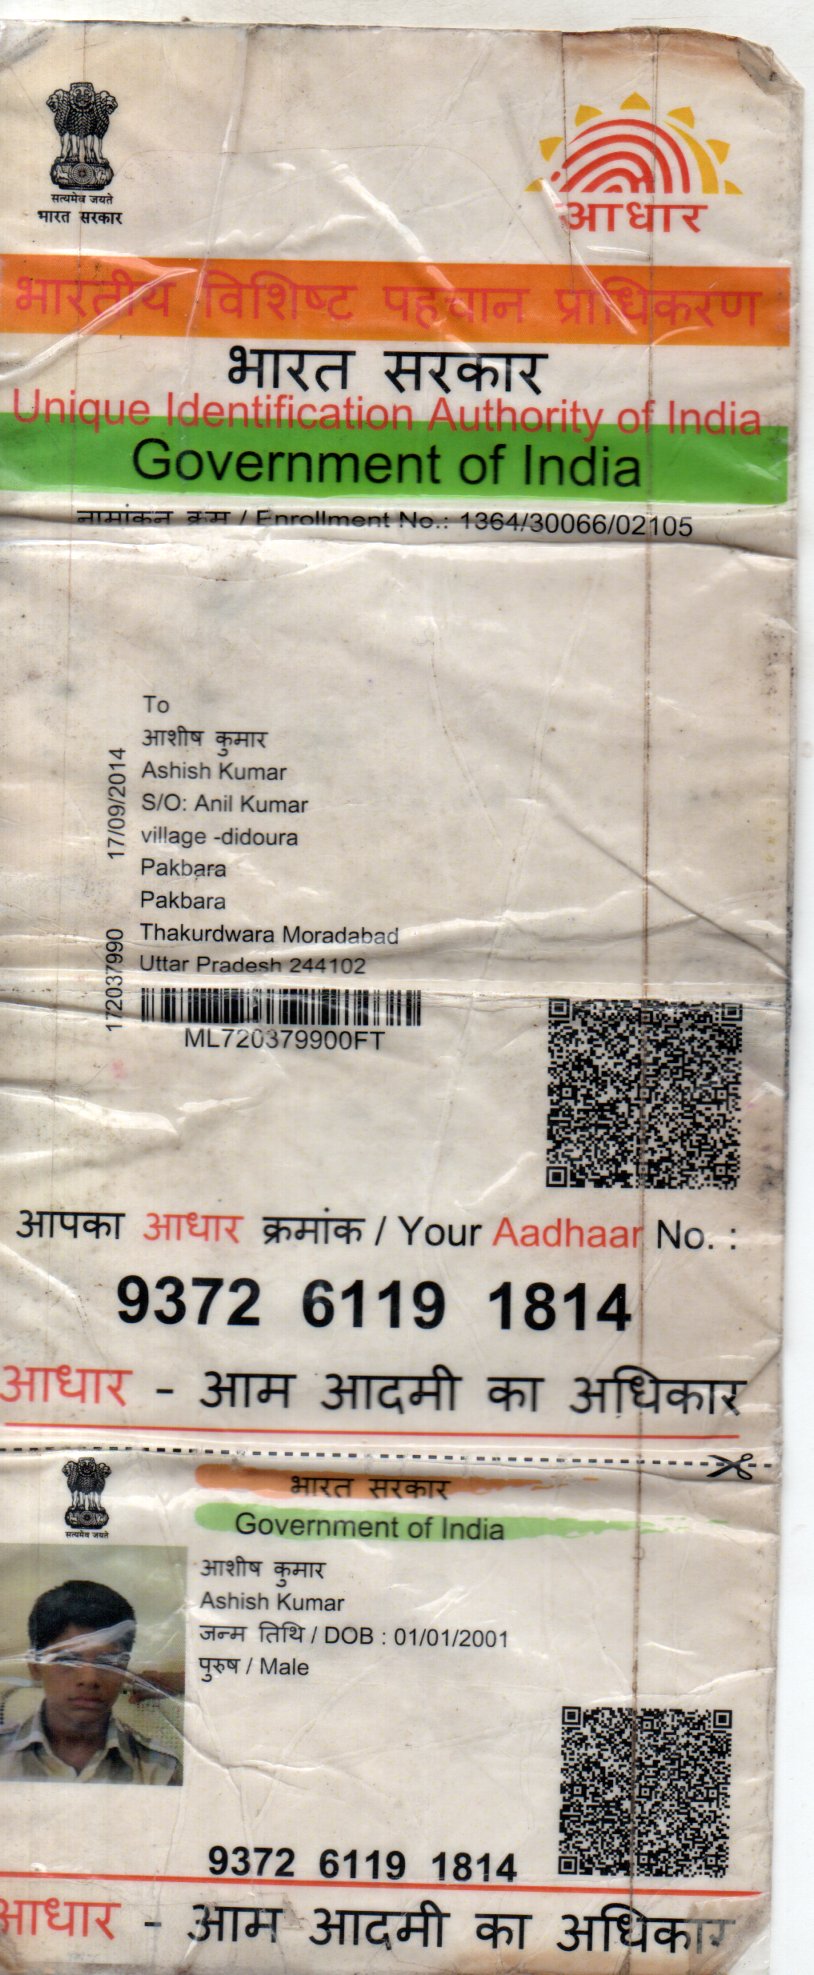 सत्यमेव जयते
भारत सरकार
आधार
भारतीय विशिष्ट पहचान प्राधिकरण
भारत सरकार
Unique Identification Authority of India
Government of India
नामांकन क्रम / Enrollment No.: 1364/30066/02105
To
आशीष कुमार
Ashish Kumar
S/O: Anil Kumar
village -didoura
Pakbara
Pakbara
Thakurdwara Moradabad
Uttar Pradesh 244102
17/09/2014
172037990
ML720379900FT
आपका आधार क्रमांक / Your Aadhaar No. :
9372 6119 1814
आधार - आम आदमी का अधिकार
सत्यमेव जयते
भारत सरकार
Government of India
आशीष कुमार
Ashish Kumar
जन्म तिथि / DOB : 01/01/2001
पुरुष / Male
9372 6119 1814
आधार - आम आदमी का अधिकार